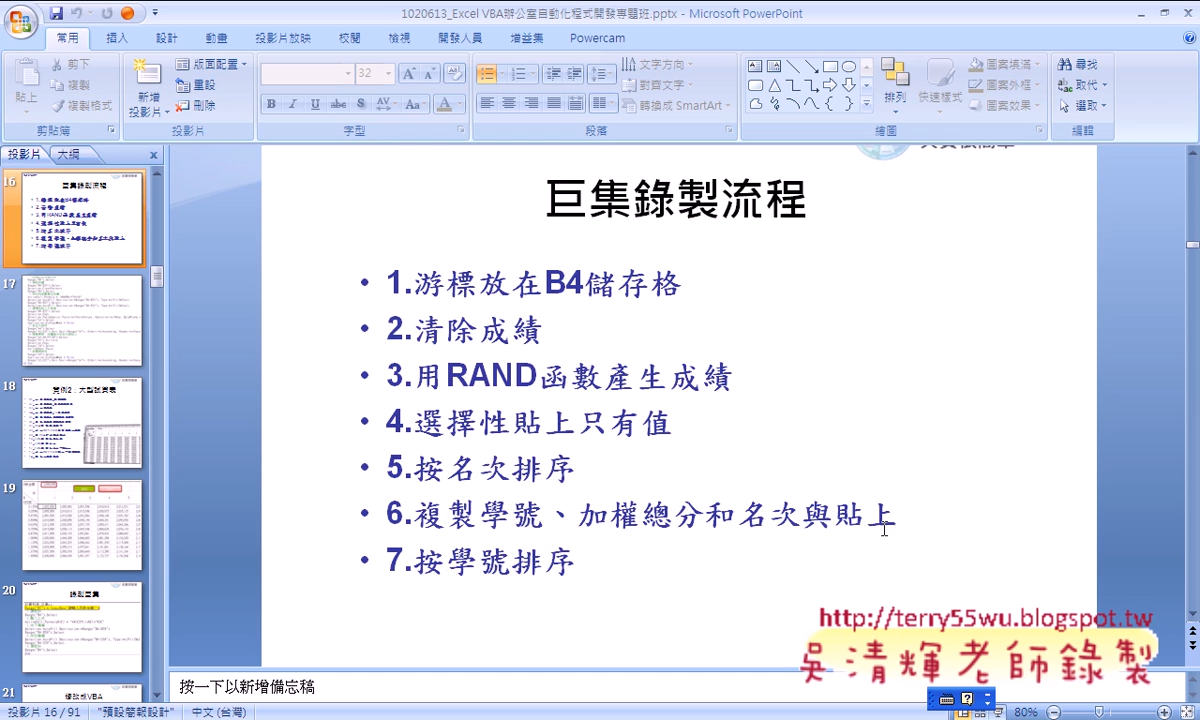 1020613_Excel VBA辦公室自動化程式開發專題班.pptx - Microsoft PowerPoint
常用 插入 設計 動畫 投影片放映 校閱 檢視 開發人員 增益集 Powercam
貼上 剪下 複製 複製格式 剪貼簿
新增投影片 版面配置 重設 刪除 投影片
32 字型
文字方向 對齊文字 轉換成 SmartArt 段落
排列 快速樣式 圖案填滿 圖案外框 圖案效果 繪圖
尋找 取代 選取 編輯
投影片 大綱
16
17
18
19
20
21
巨集錄製流程
1.游標放在B4儲存格
2.清除成績
3.用RAND函數產生成績
4.選擇性貼上只有值
5.按名次排序
6.複製學號、加權總分和名次與貼上
7.按學號排序
http://terry55wu.blogspot.tw
吳清輝老師錄製
按一下以新增備忘稿
投影片 16 / 91 "預設簡報設計" 中文 (台灣) 80%